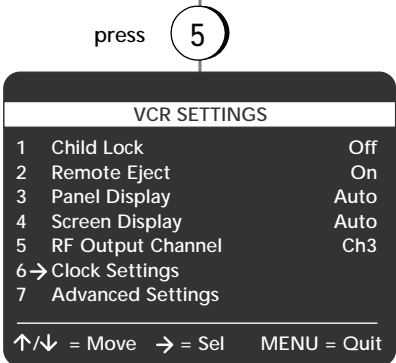 press 5
VCR SETTINGS
1 Child Lock Off
2 Remote Eject On
3 Panel Display Auto
4 Screen Display Auto
5 RF Output Channel Ch3
6→ Clock Settings
7 Advanced Settings
↑/↓ = Move → = Sel MENU = Quit